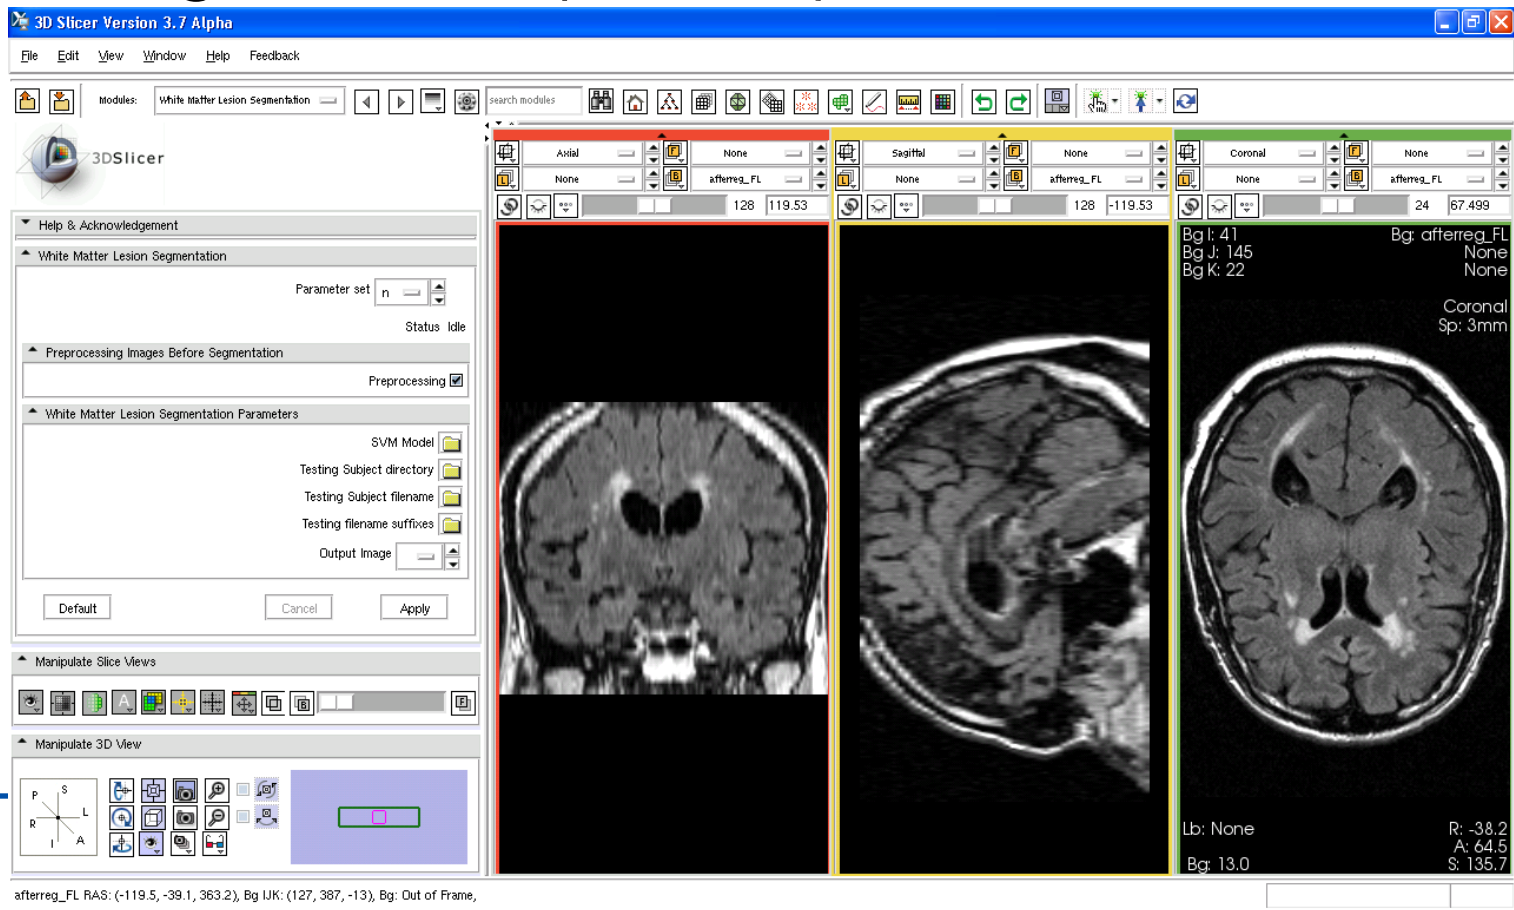 3D Slicer Version 3.7 Alpha
File Edit View Window Help Feedback
Modules: White Matter Lesion Segmentation search modules
3DSlicer
Help & Acknowledgement
White Matter Lesion Segmentation
Parameter set n
Status Idle
Preprocessing Images Before Segmentation
Preprocessing
White Matter Lesion Segmentation Parameters
SVM Model
Testing Subject directory
Testing Subject filename
Testing filename suffixes
Output Image
Default Cancel Apply
Manipulate Slice Views
Manipulate 3D View
P S
R L
I A
Axial None
None afterreg_FL
128 119.53
Sagittal None
None afterreg_FL
128 -119.53
Coronal None
None afterreg_FL
24 67.499
Bg I: 41 Bg: afterreg_FL
Bg J: 145 None
Bg K: 22 None
Coronal
Sp: 3mm
Lb: None R: -38.2
A: 64.5
Bg: 13.0 S: 135.7
afterreg_FL RAS: (-119.5, -39.1, 363.2), Bg IJK: (127, 387, -13), Bg: Out of Frame,